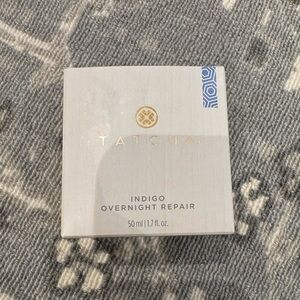 TATCHA
INDIGO
OVERNIGHT REPAIR
50 ml | 1.7 fl. oz.